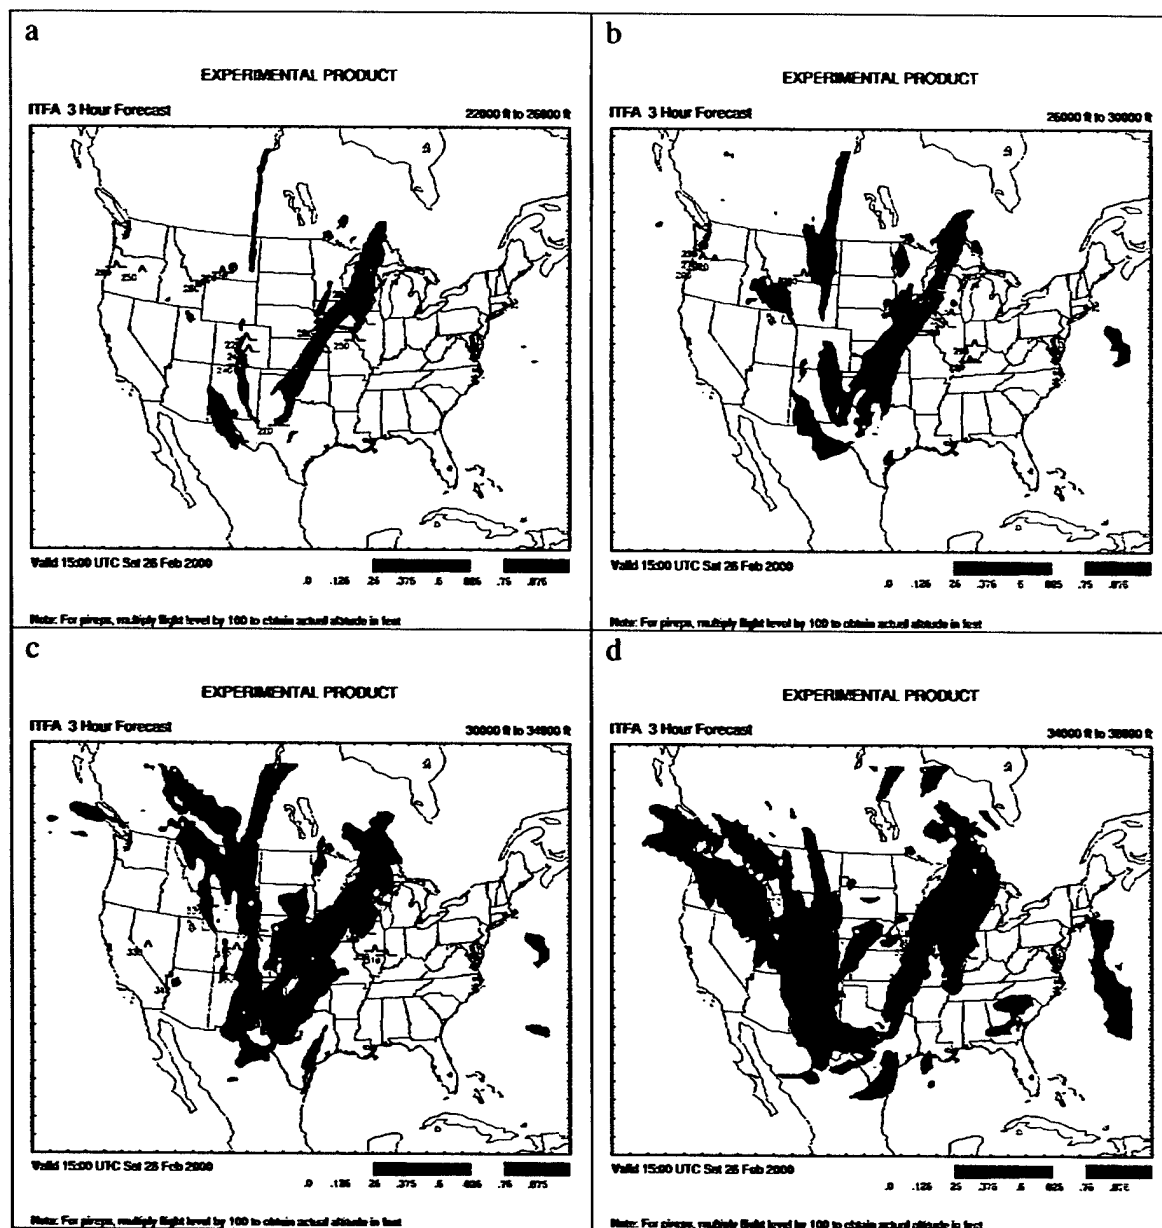 a
EXPERIMENTAL PRODUCT
ITFA 3 Hour Forecast
22000 ft to 26000 ft
250
Valid 15:00 UTC Sat 26 Feb 2000
.0 .125 .25 .375 .5 .625 .75 .875
Note: For pireps, multiply flight level by 100 to obtain actual altitude in feet
b
EXPERIMENTAL PRODUCT
ITFA 3 Hour Forecast
26000 ft to 30000 ft
Valid 15:00 UTC Sat 26 Feb 2000
.0 .125 .25 .375 .5 .625 .75 .875
Note: For pireps, multiply flight level by 100 to obtain actual altitude in feet
c
EXPERIMENTAL PRODUCT
ITFA 3 Hour Forecast
30000 ft to 34000 ft
Valid 15:00 UTC Sat 26 Feb 2000
.0 .125 .25 .375 .5 .625 .75 .875
Note: For pireps, multiply flight level by 100 to obtain actual altitude in feet
d
EXPERIMENTAL PRODUCT
ITFA 3 Hour Forecast
34000 ft to 38000 ft
Valid 15:00 UTC Sat 26 Feb 2000
.0 .125 .25 .375 .5 .625 .75 .875
Note: For pireps, multiply flight level by 100 to obtain actual altitude in feet